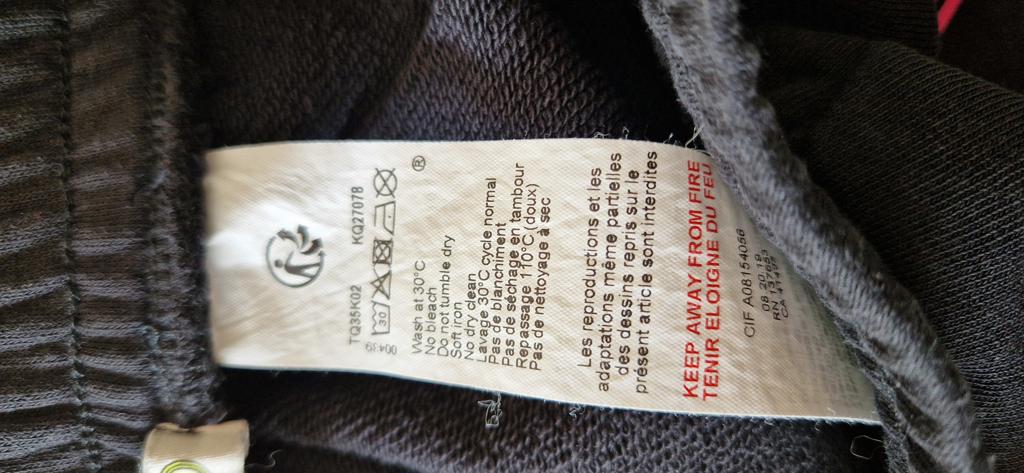 TQ35K02 KQ27078
30
®
Wash at 30°C
No bleach
Do not tumble dry
Soft iron
No dry clean
Lavage 30°C cycle normal
Pas de blanchiment
Pas de séchage en tambour
Repassage 110°C (doux)
Pas de nettoyage à sec
Les reproductions et les
adaptations même partielles
des dessins repris sur le
présent article sont interdites
KEEP AWAY FROM FIRE
TENIR ELOIGNE DU FEU
CIF A08154056
08.2019